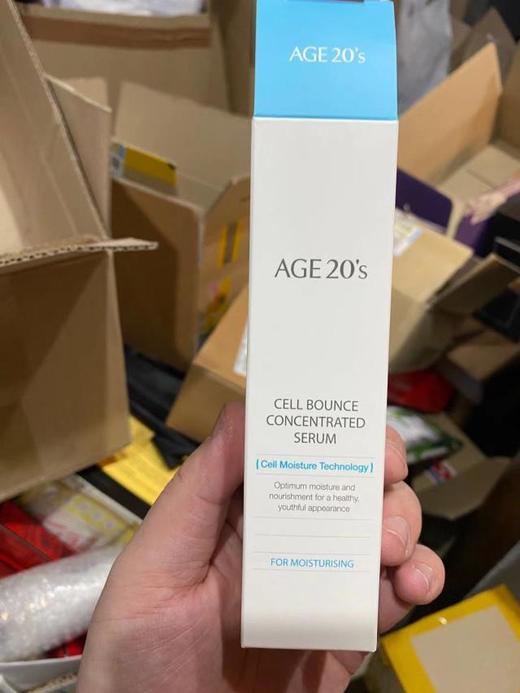 AGE 20's
AGE 20's
CELL BOUNCE
CONCENTRATED
SERUM
[Cell Moisture Technology]
Optimum moisture and
nourishment for a healthy,
youthful appearance
FOR MOISTURISING